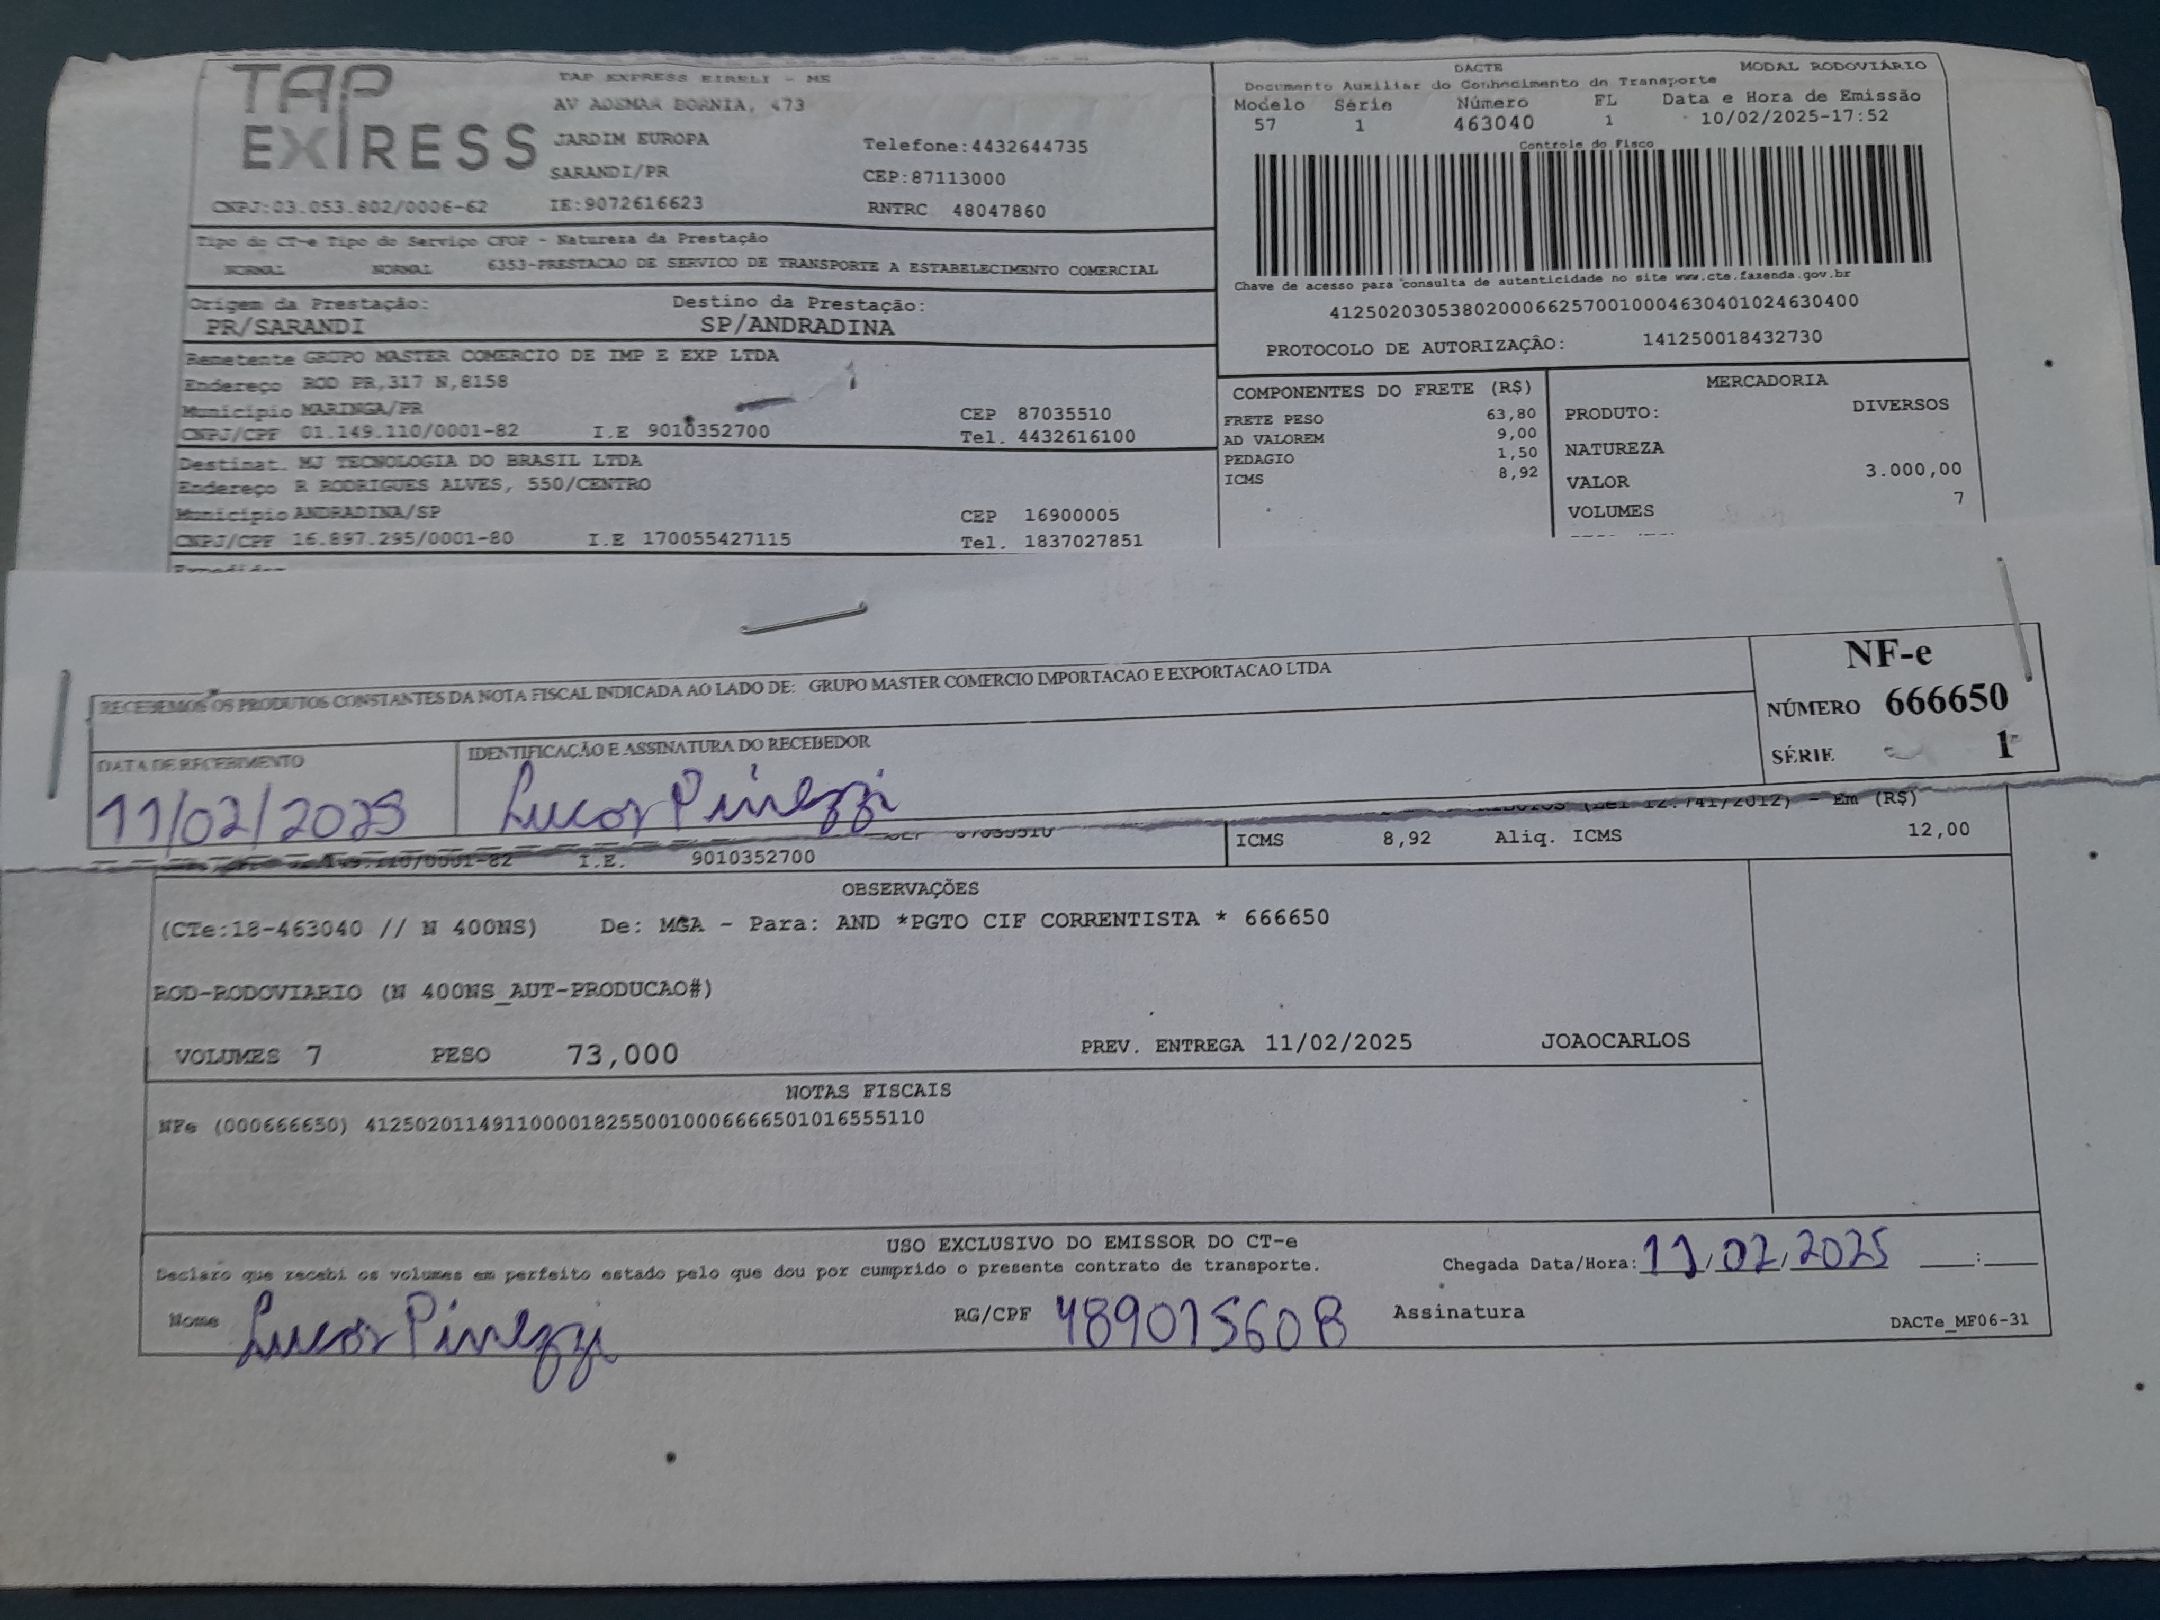 TAP EXPRESS
TAP EXPRESS EIRELI - ME
AV ADEMAR BORNIA, 473
JARDIM EUROPA
Telefone:4432644735
SARANDI/PR
CEP:87113000
CNPJ:03.053.802/0006-62 IE:9072616623 RNTRC 48047860
DACTE MODAL RODOVIÁRIO
Documento Auxiliar do Conhecimento de Transporte
Modelo Série Número FL Data e Hora de Emissão
57 1 463040 1 10/02/2025-17:52
Controle do Fisco
Chave de acesso para consulta de autenticidade no site www.cte.fazenda.gov.br
41250203053802000662570010004630401024630400
PROTOCOLO DE AUTORIZAÇÃO: 141250018432730
Tipo do CT-e Tipo do Serviço CFOP - Natureza da Prestação
NORMAL NORMAL 6353-PRESTACAO DE SERVICO DE TRANSPORTE A ESTABELECIMENTO COMERCIAL
Origem da Prestação: Destino da Prestação:
PR/SARANDI SP/ANDRADINA
Remetente GRUPO MASTER COMERCIO DE IMP E EXP LTDA
Endereço ROD PR,317 N,8158
Município MARINGA/PR CEP 87035510
CNPJ/CPF 01.149.110/0001-82 I.E 9010352700 Tel. 4432616100
Destinat. MJ TECNOLOGIA DO BRASIL LTDA
Endereço R RODRIGUES ALVES, 550/CENTRO
Município ANDRADINA/SP CEP 16900005
CNPJ/CPF 16.897.295/0001-80 I.E 170055427115 Tel. 1837027851
COMPONENTES DO FRETE (R$)
FRETE PESO 63,80
AD VALOREM 9,00
PEDAGIO 1,50
ICMS 8,92
MERCADORIA
PRODUTO: DIVERSOS
NATUREZA
VALOR 3.000,00
VOLUMES 7
RECEBEMOS OS PRODUTOS CONSTANTES DA NOTA FISCAL INDICADA AO LADO DE: GRUPO MASTER COMERCIO IMPORTACAO E EXPORTACAO LTDA
NF-e
NÚMERO 666650
SÉRIE 1
DATA DE RECEBIMENTO IDENTIFICAÇÃO E ASSINATURA DO RECEBEDOR
11/02/2025 Lucas Pinezzi
(Lei 12.741/2012) - Em (R$)
I.E. 9010352700 ICMS 8,92 Aliq. ICMS 12,00
OBSERVAÇÕES
(CTe:18-463040 // N 400NS) De: MGA - Para: AND *PGTO CIF CORRENTISTA * 666650
ROD-RODOVIARIO (N 400NS_AUT-PRODUCAO#)
VOLUMES 7 PESO 73,000 PREV. ENTREGA 11/02/2025 JOAOCARLOS
NOTAS FISCAIS
NFe (000666650) 41250201149110000182550010006666501016555110
USO EXCLUSIVO DO EMISSOR DO CT-e
Declaro que recebi os volumes em perfeito estado pelo que dou por cumprido o presente contrato de transporte. Chegada Data/Hora: 11/02/2025 ____:____
Nome Lucas Pinezzi RG/CPF 489015608 Assinatura
DACTe_MF06-31